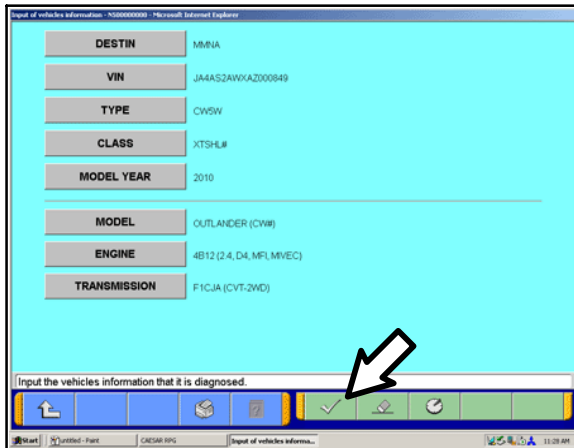 Input of vehicles information - N500000000 - Microsoft Internet Explorer
DESTIN MMNA
VIN JA4AS2AWXAZ000849
TYPE CW5W
CLASS XTSHL#
MODEL YEAR 2010
MODEL OUTLANDER (CW#)
ENGINE 4B12 (2.4, D4, MFI, MIVEC)
TRANSMISSION F1CJA (CVT-2WD)
Input the vehicles information that it is diagnosed.
Start untitled - Paint CAESAR RPG Input of vehicles informa... 11:28 AM